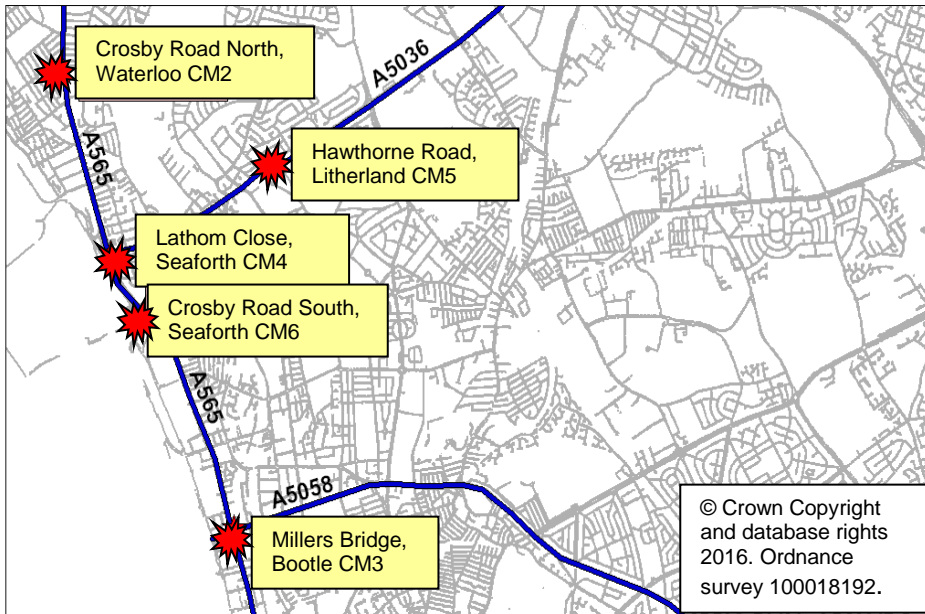 Crosby Road North,
Waterloo CM2
A5036
A565
Hawthorne Road,
Litherland CM5
Lathom Close,
Seaforth CM4
Crosby Road South,
Seaforth CM6
A565
A5058
Millers Bridge,
Bootle CM3
© Crown Copyright
and database rights
2016. Ordnance
survey 100018192.